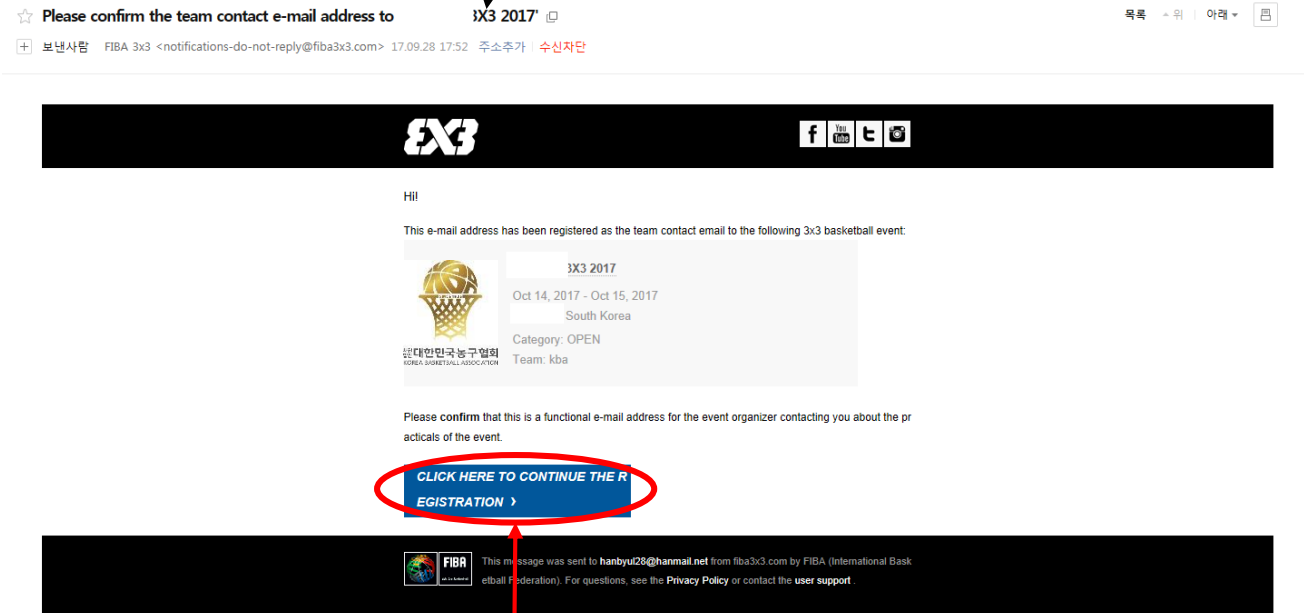 Please confirm the team contact e-mail address to 3X3 2017'
목록 위 아래
보낸사람 FIBA 3x3 <notifications-do-not-reply@fiba3x3.com> 17.09.28 17:52 주소추가 수신차단
3X3
f You Tube t
Hi!
This e-mail address has been registered as the team contact email to the following 3x3 basketball event:
3X3 2017
Oct 14, 2017 - Oct 15, 2017
South Korea
Category: OPEN
Team: kba
대한민국농구협회
KOREA BASKETBALL ASSOCIATION
Please confirm that this is a functional e-mail address for the event organizer contacting you about the pr
acticals of the event.
CLICK HERE TO CONTINUE THE R
EGISTRATION ›
FIBA
This message was sent to hanbyul28@hanmail.net from fiba3x3.com by FIBA (International Bask
etball Federation). For questions, see the Privacy Policy or contact the user support .